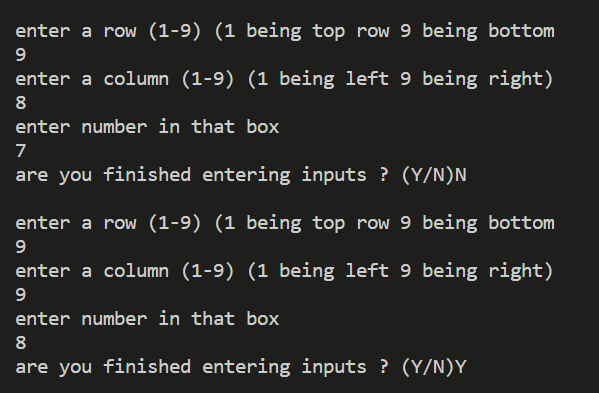 enter a row (1-9) (1 being top row 9 being bottom
9
enter a column (1-9) (1 being left 9 being right)
8
enter number in that box
7
are you finished entering inputs ? (Y/N)N
enter a row (1-9) (1 being top row 9 being bottom
9
enter a column (1-9) (1 being left 9 being right)
9
enter number in that box
8
are you finished entering inputs ? (Y/N)Y